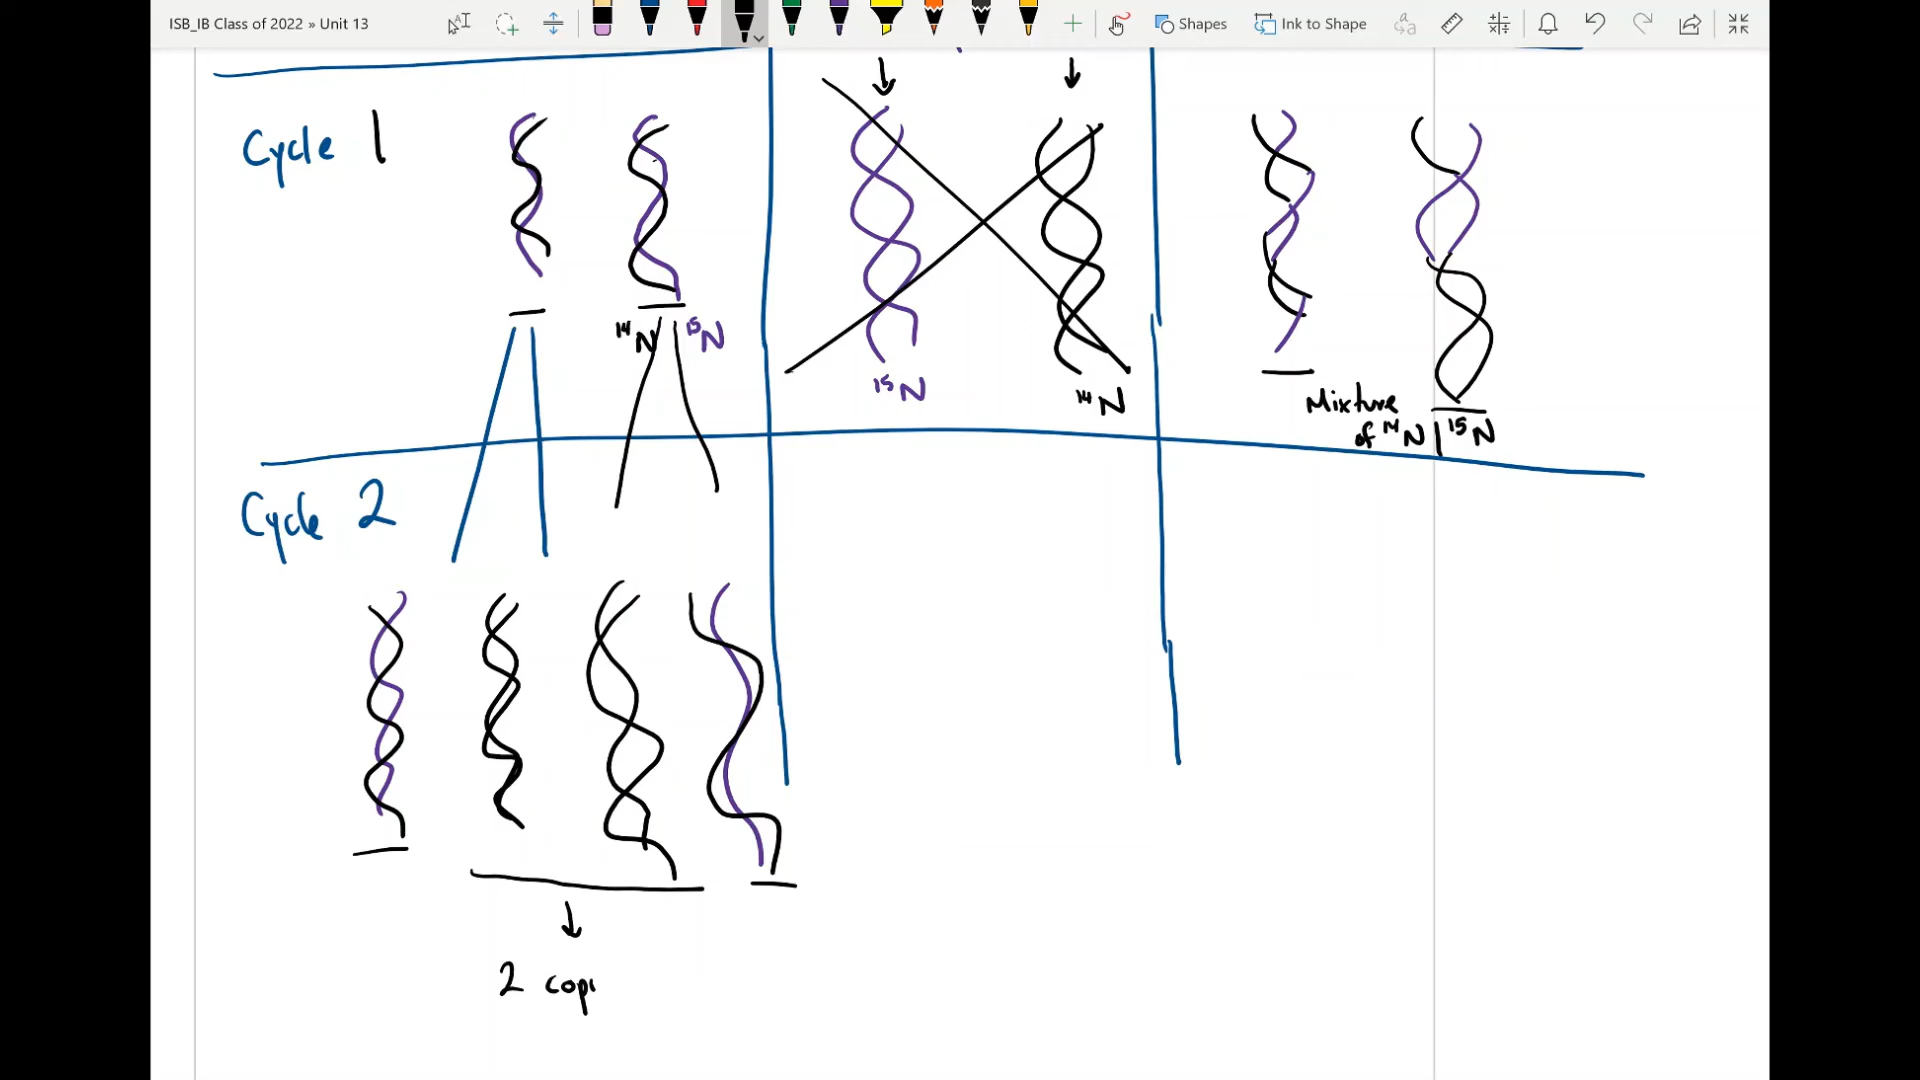 ISB_IB Class of 2022 » Unit 13
Shapes
Ink to Shape
Cycle 1
¹⁴N
¹⁵N
¹⁵N
¹⁴N
Mixture
of ¹⁴N | ¹⁵N
Cycle 2
↓
2 copi